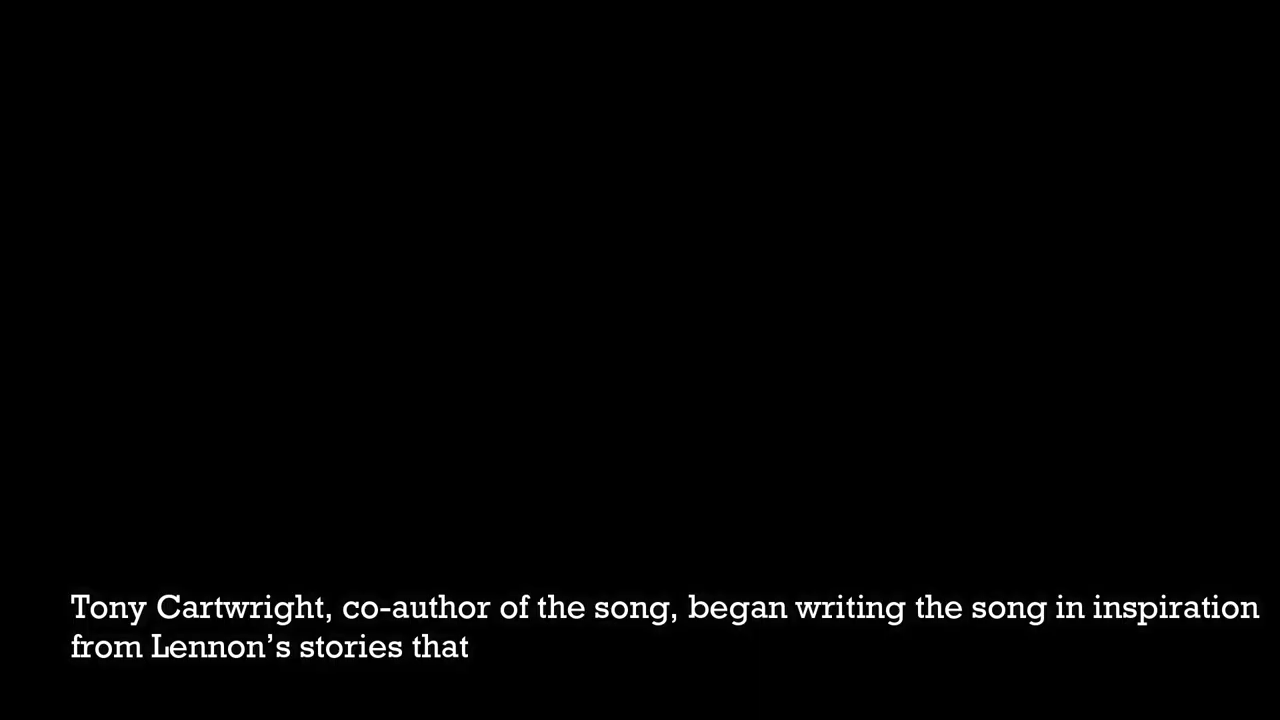 Tony Cartwright, co-author of the song, began writing the song in inspiration
from Lennon’s stories that